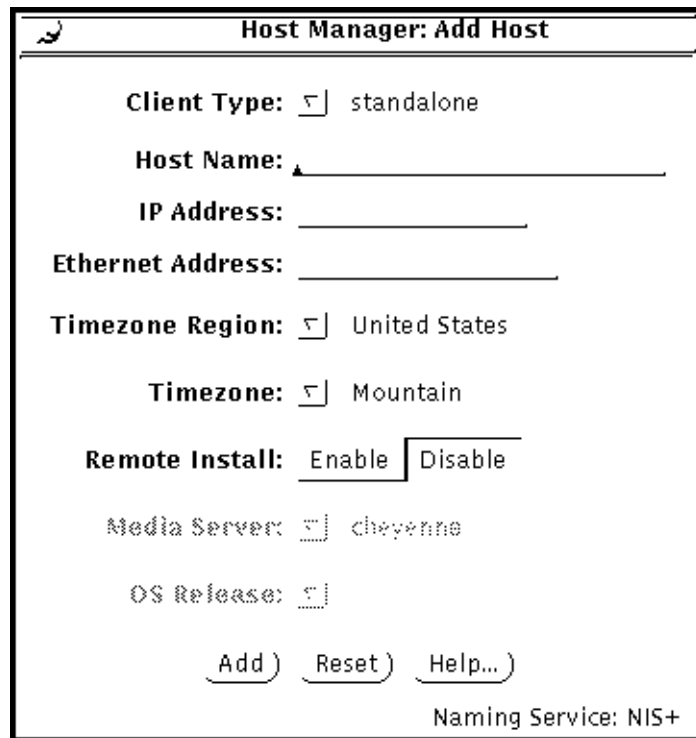 Host Manager: Add Host
Client Type: standalone
Host Name:
IP Address:
Ethernet Address:
Timezone Region: United States
Timezone: Mountain
Remote Install: Enable Disable
Media Server: cheyenne
OS Release:
Add Reset Help...
Naming Service: NIS+